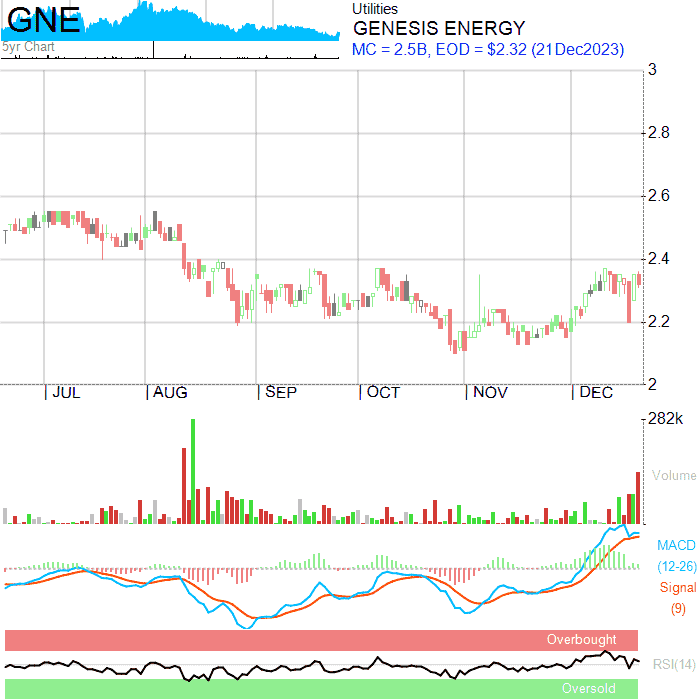 GNE
5yr Chart
Utilities
GENESIS ENERGY
MC = 2.5B, EOD = $2.32 (21Dec2023)
3
2.8
2.6
2.4
2.2
2
JUL
AUG
SEP
OCT
NOV
DEC
282k
Volume
MACD
(12-26)
Signal
(9)
Overbought
RSI(14)
Oversold